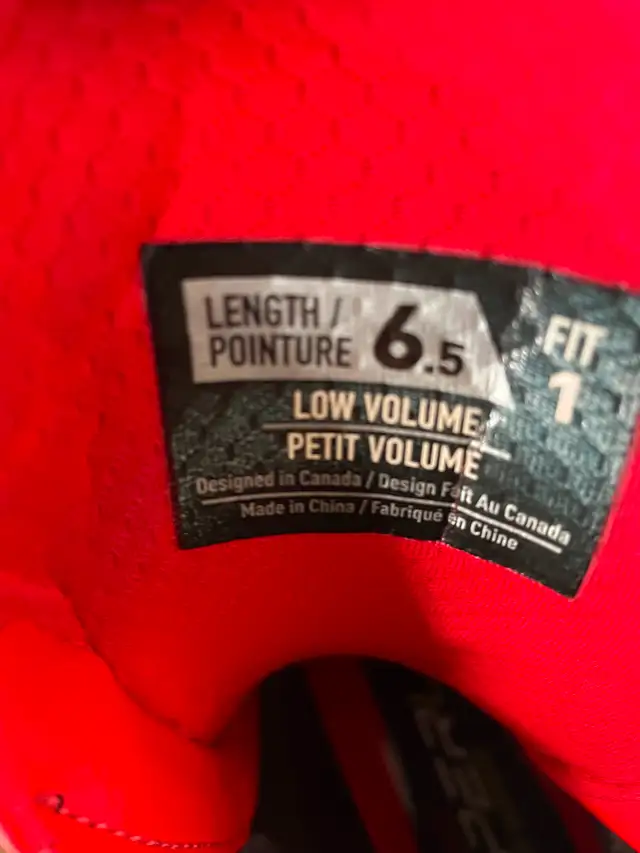 LENGTH /
POINTURE
6.5
FIT
1
LOW VOLUME
PETIT VOLUME
Designed in Canada / Design Fait Au Canada
Made in China / Fabriqué en Chine